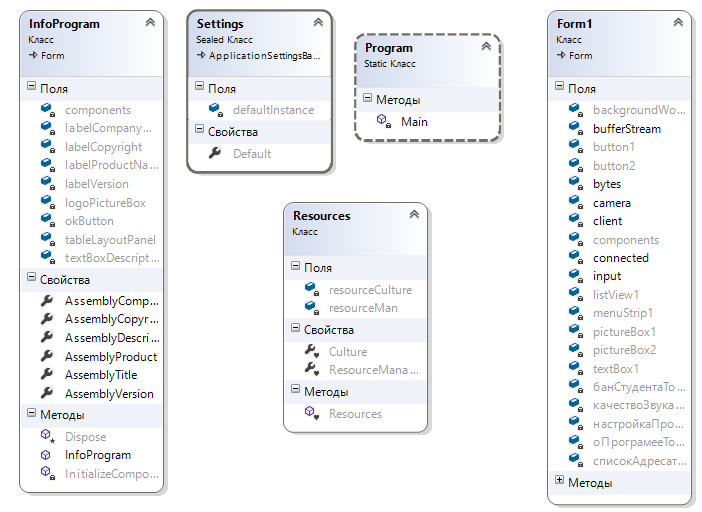 InfoProgram
Класс
Form
Поля
components
labelCompany...
labelCopyright
labelProductNa...
labelVersion
logoPictureBox
okButton
tableLayoutPanel
textBoxDescript...
Свойства
AssemblyComp...
AssemblyCopyr...
AssemblyDescri...
AssemblyProduct
AssemblyTitle
AssemblyVersion
Методы
Dispose
InfoProgram
InitializeCompo...
Settings
Sealed Класс
ApplicationSettingsBa...
Поля
defaultInstance
Свойства
Default
Program
Static Класс
Методы
Main
Resources
Класс
Поля
resourceCulture
resourceMan
Свойства
Culture
ResourceMana...
Методы
Resources
Form1
Класс
Form
Поля
backgroundWo...
bufferStream
button1
button2
bytes
camera
client
components
connected
input
listView1
menuStrip1
pictureBox1
pictureBox2
textBox1
банСтудентаТо...
качествоЗвука...
настройкаПро...
оПрограмееТо...
списокАдресат...
Методы